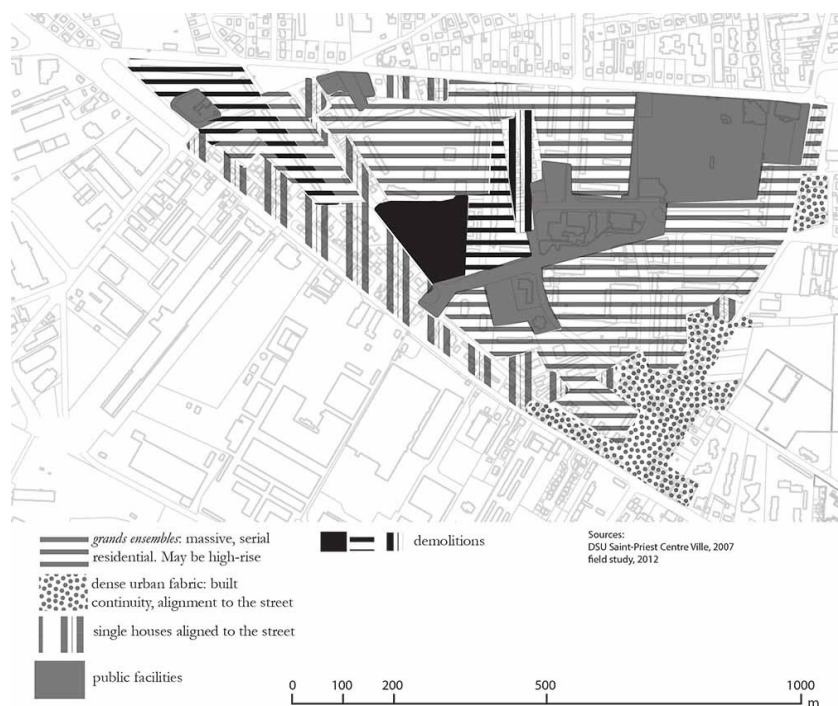 grands ensembles: massive, serial
residential. May be high-rise
dense urban fabric: built
continuity, alignment to the street
single houses aligned to the street
public facilities
demolitions
Sources:
DSU Saint-Priest Centre Ville, 2007
field study, 2012
0 100 200 500 1000
m